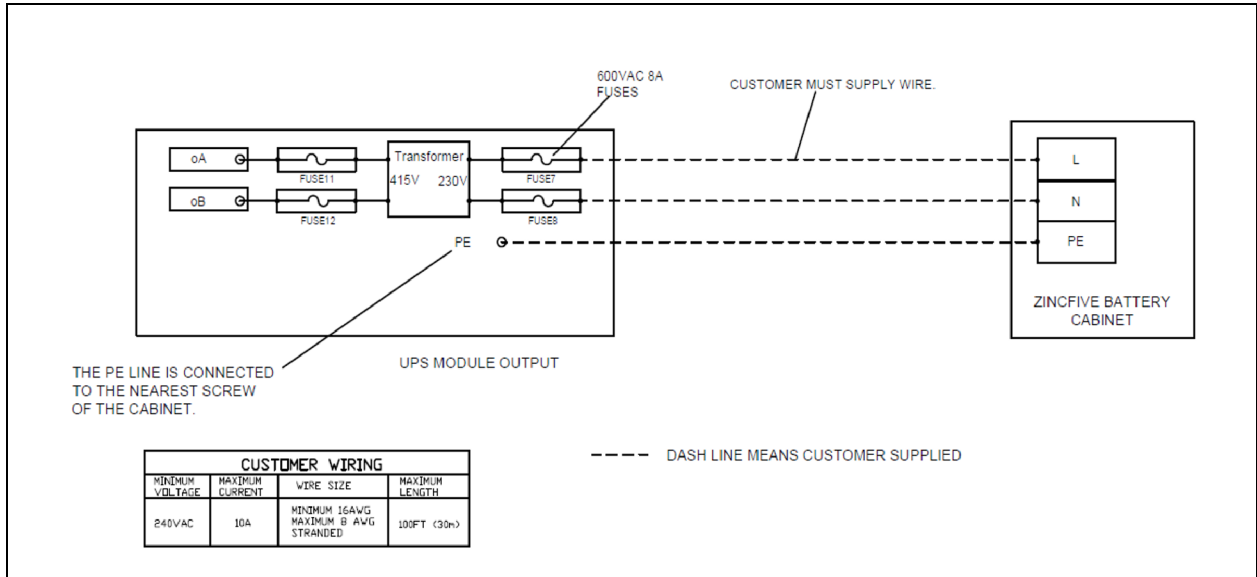 600VAC 8A
FUSES
CUSTOMER MUST SUPPLY WIRE.
oA
FUSE11
Transformer
415V 230V
FUSE7
L
oB
FUSE12
FUSE8
N
PE
PE
ZINCFIVE BATTERY
CABINET
UPS MODULE OUTPUT
THE PE LINE IS CONNECTED
TO THE NEAREST SCREW
OF THE CABINET.
DASH LINE MEANS CUSTOMER SUPPLIED
CUSTOMER WIRING
MINIMUM VOLTAGE
MAXIMUM CURRENT
WIRE SIZE
MAXIMUM LENGTH
240VAC
10A
MINIMUM 16AWG
MAXIMUM 8 AWG
STRANDED
100FT (30m)